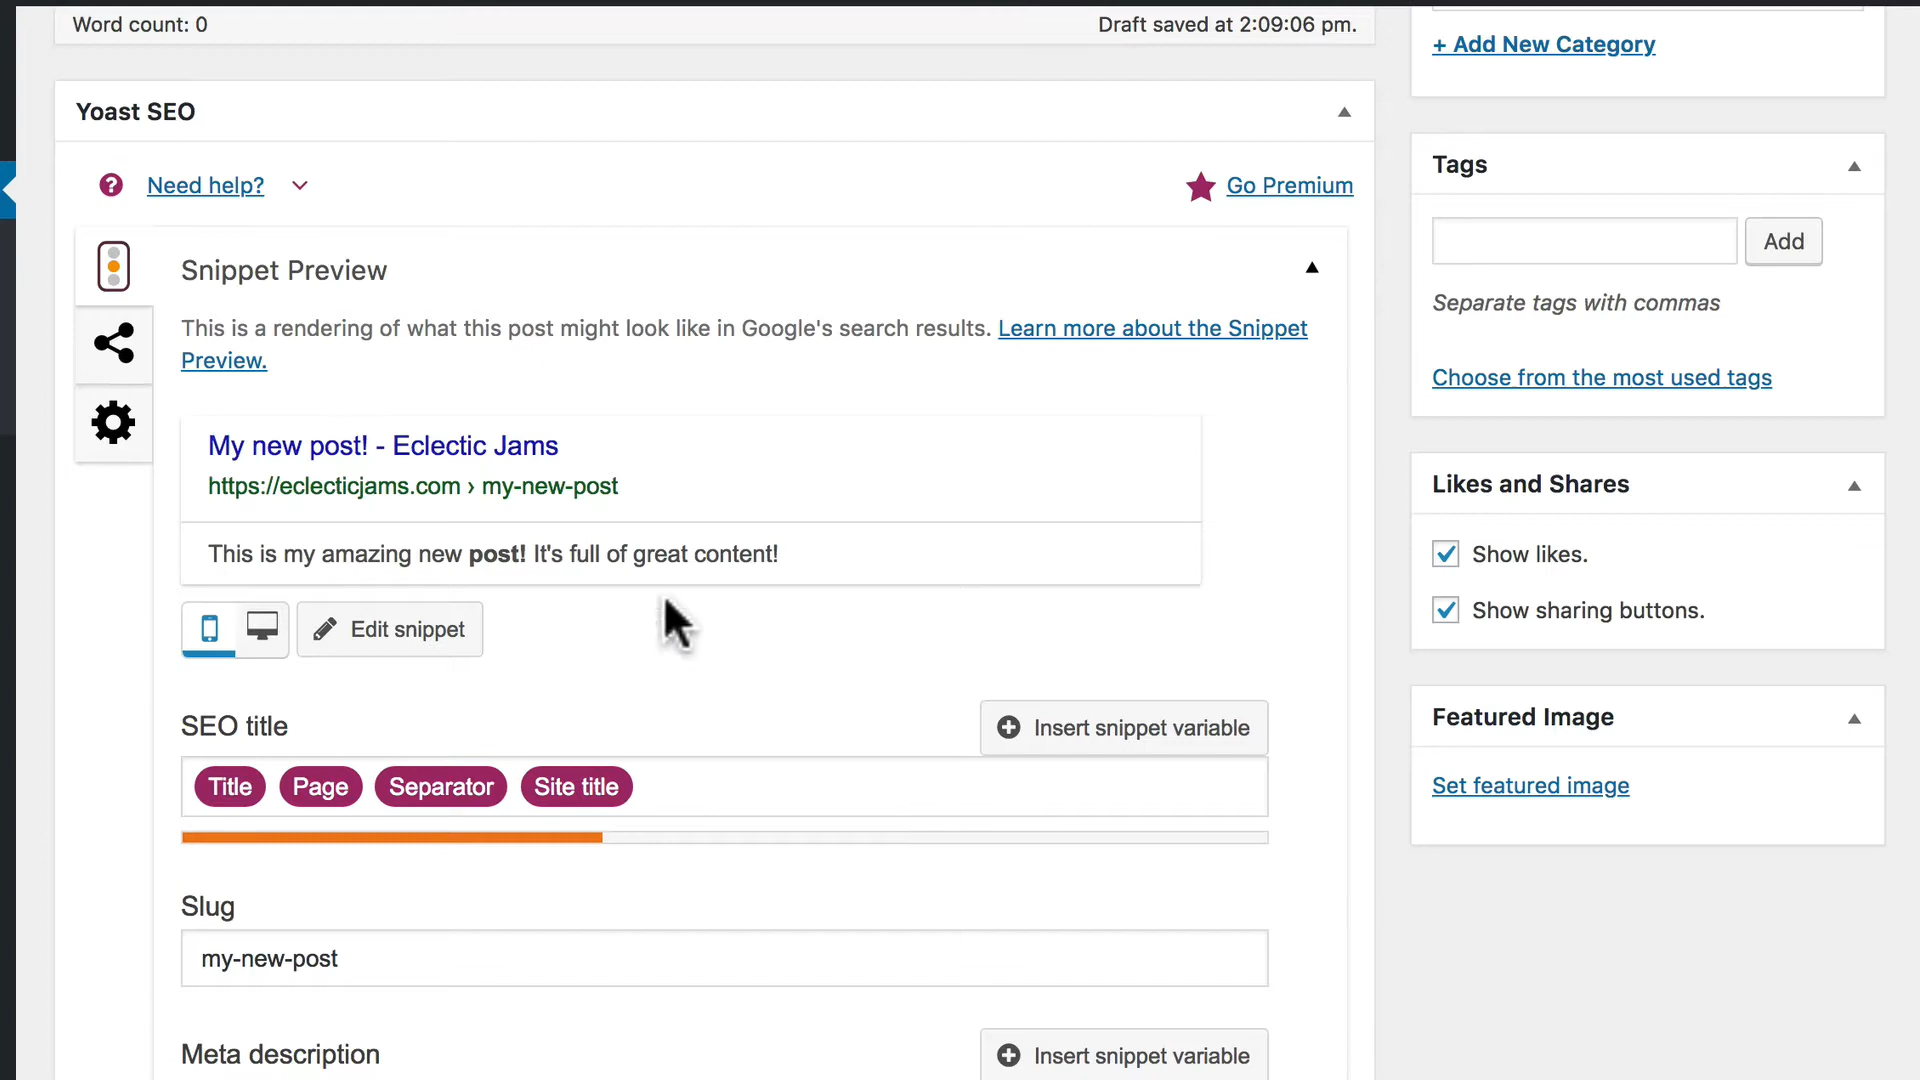 Word count: 0
Draft saved at 2:09:06 pm.
+ Add New Category
Yoast SEO
Need help?
Go Premium
Snippet Preview
This is a rendering of what this post might look like in Google's search results. Learn more about the Snippet
Preview.
My new post! - Eclectic Jams
https://eclecticjams.com › my-new-post
This is my amazing new post! It's full of great content!
Edit snippet
SEO title
Insert snippet variable
Title Page Separator Site title
Slug
my-new-post
Meta description
Insert snippet variable
Tags
Add
Separate tags with commas
Choose from the most used tags
Likes and Shares
Show likes.
Show sharing buttons.
Featured Image
Set featured image